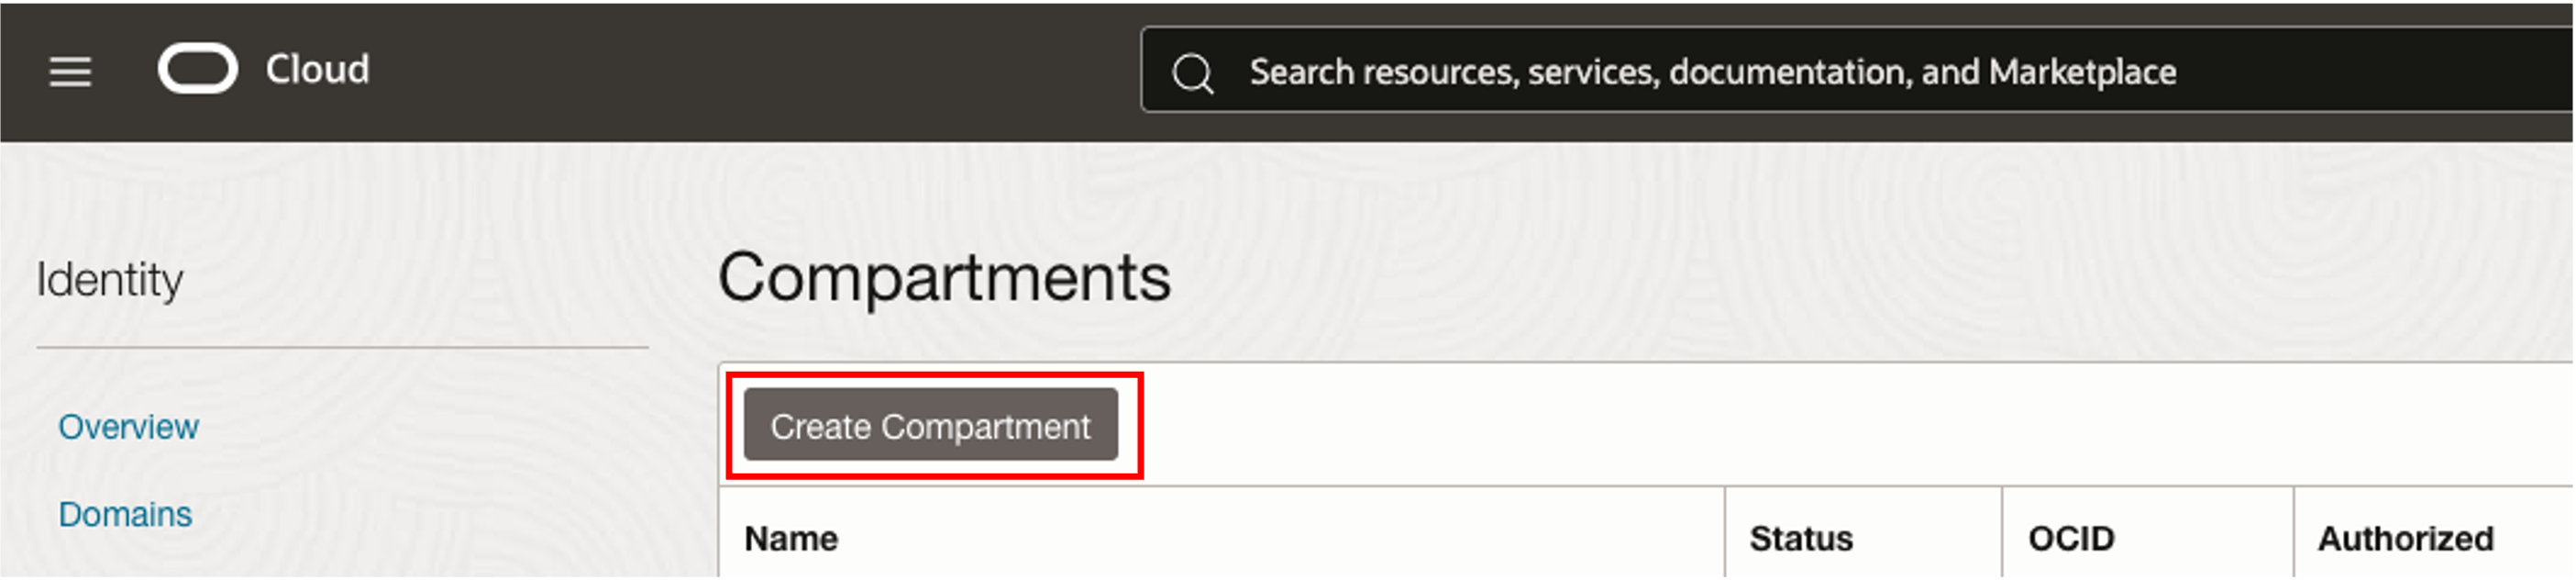 Cloud
Search resources, services, documentation, and Marketplace
Identity
Compartments
Overview
Create Compartment
Domains
Name Status OCID Authorized